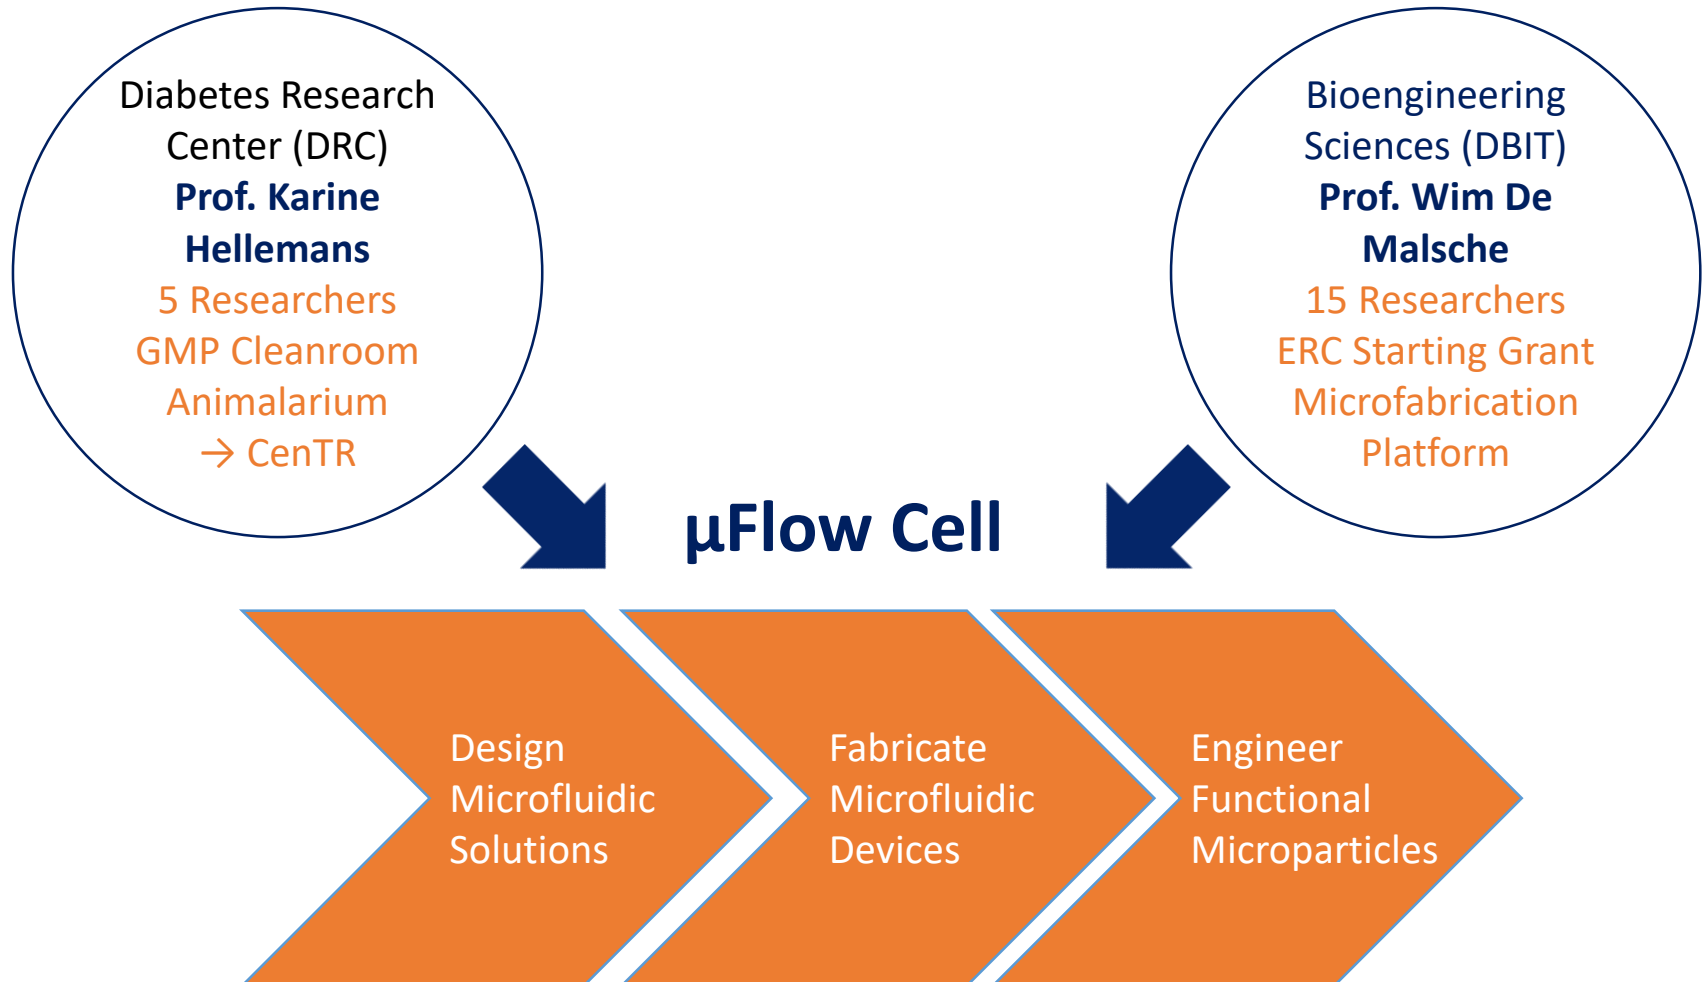 Diabetes Research
Center (DRC)
Prof. Karine
Hellemans
5 Researchers
GMP Cleanroom
Animalarium
→ CenTR
Bioengineering
Sciences (DBIT)
Prof. Wim De
Malsche
15 Researchers
ERC Starting Grant
Microfabrication
Platform
µFlow Cell
Design
Microfluidic
Solutions
Fabricate
Microfluidic
Devices
Engineer
Functional
Microparticles